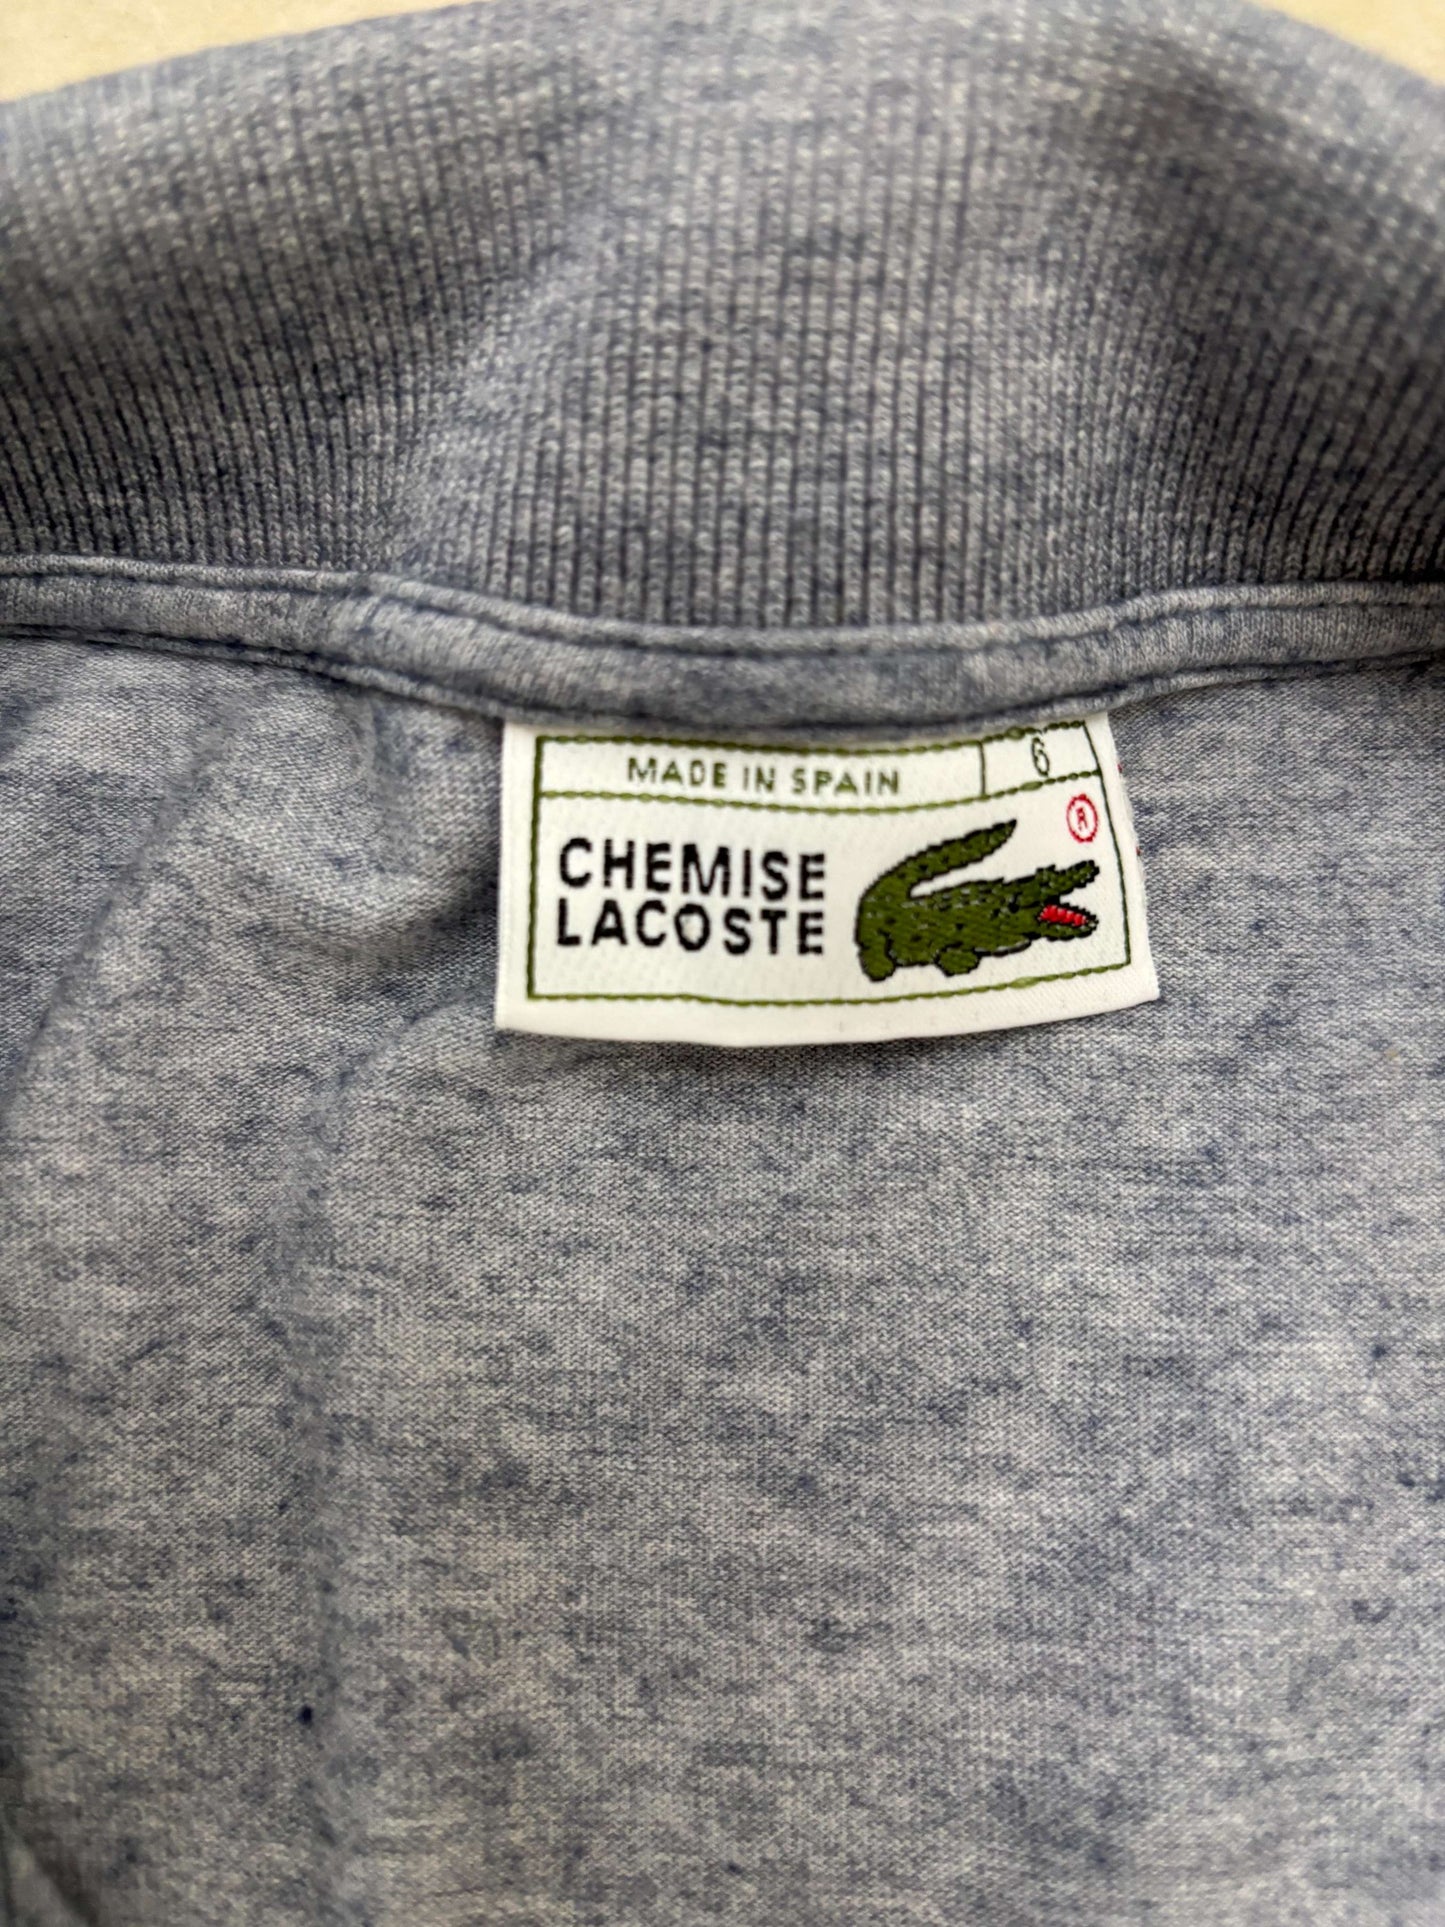 MADE IN SPAIN 6
CHEMISE
LACOSTE
®